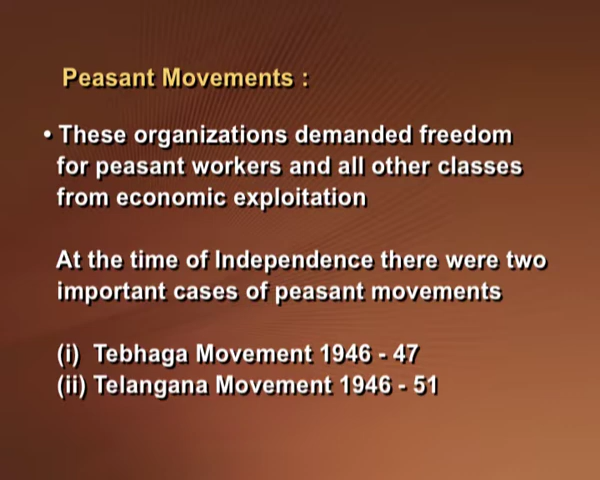 Peasant Movements :
• These organizations demanded freedom
for peasant workers and all other classes
from economic exploitation
At the time of Independence there were two
important cases of peasant movements
(i) Tebhaga Movement 1946 - 47
(ii) Telangana Movement 1946 - 51